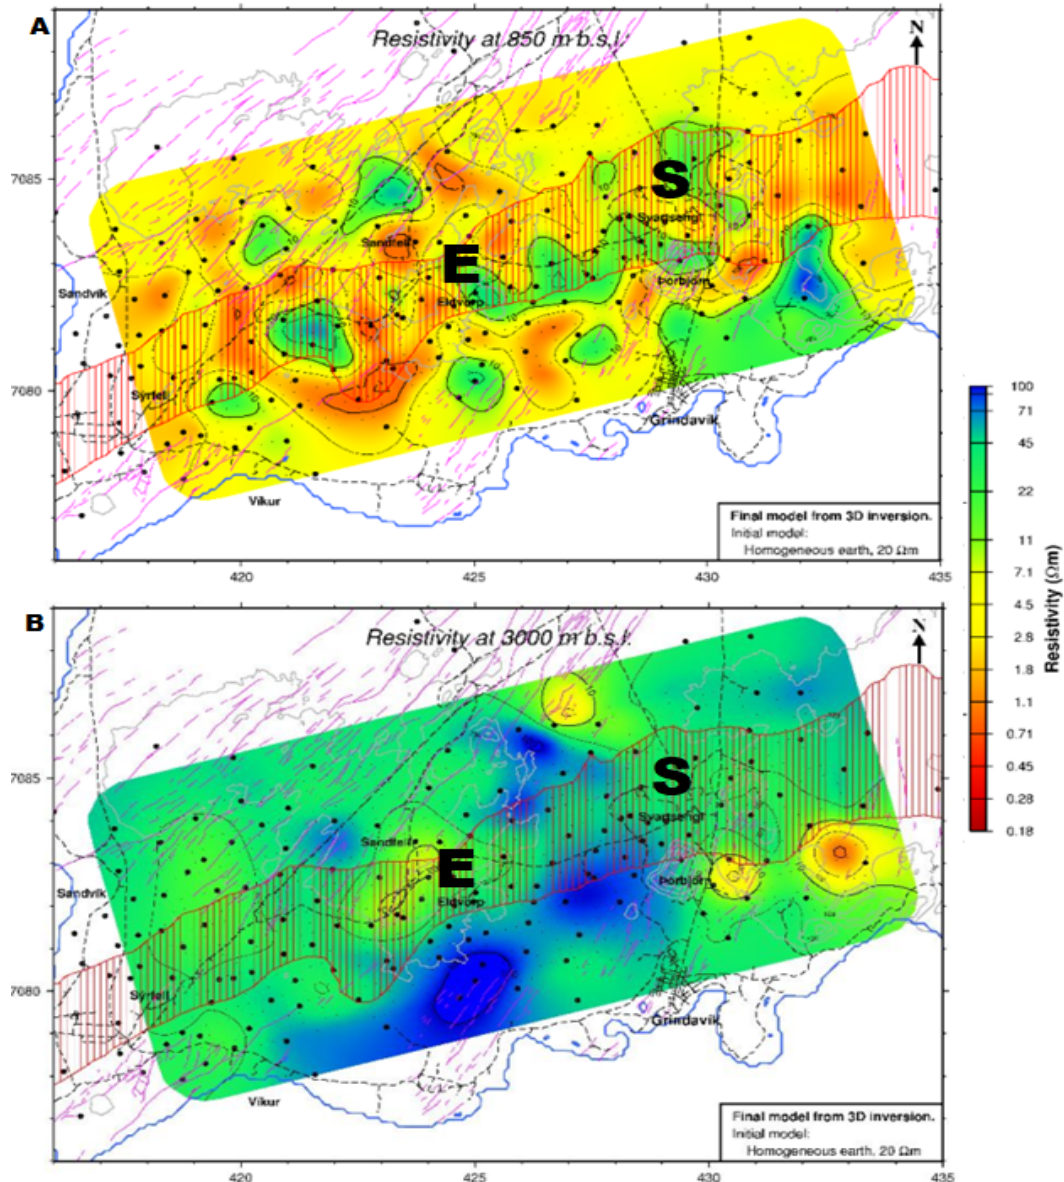 A
Resistivity at 850 m b.s.l.
N
7085
S
Svartsengi
Sandfell
E
Eldvörp
Þorbjörn
Sandvík
Sýrfell
7080
Grindavík
Víkur
Final model from 3D inversion.
Initial model:
Homogeneous earth, 20 Ωm
420
425
430
435
100
71
45
22
11
7.1
4.5
2.8
1.8
1.1
0.71
0.45
0.28
0.18
Resistivity (Ωm)
B
Resistivity at 3000 m b.s.l.
N
7085
S
Svartsengi
Sandfell
E
Eldvörp
Þorbjörn
Sandvík
Sýrfell
7080
Grindavík
Víkur
Final model from 3D inversion.
Initial model:
Homogeneous earth, 20 Ωm
420
425
430
435